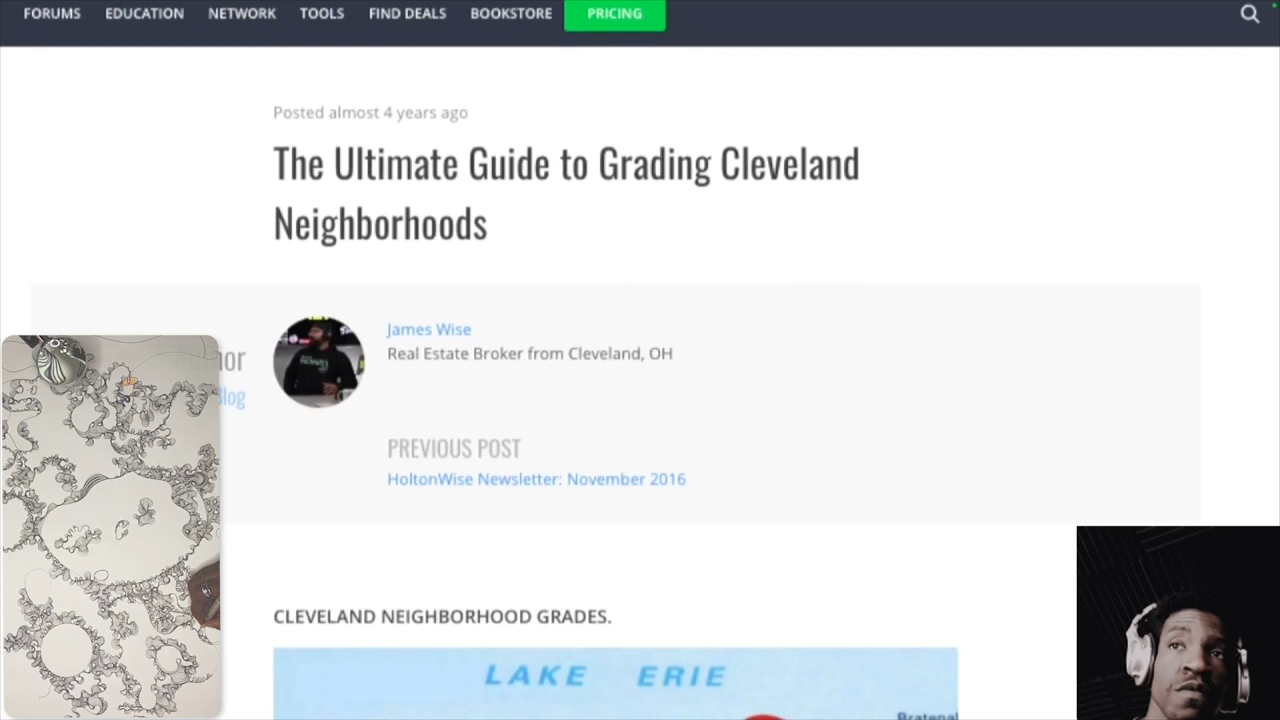 FORUMS EDUCATION NETWORK TOOLS FIND DEALS BOOKSTORE PRICING
Posted almost 4 years ago
The Ultimate Guide to Grading Cleveland
Neighborhoods
James Wise
Real Estate Broker from Cleveland, OH
Blog
PREVIOUS POST
HoltonWise Newsletter: November 2016
CLEVELAND NEIGHBORHOOD GRADES.
LAKE ERIE